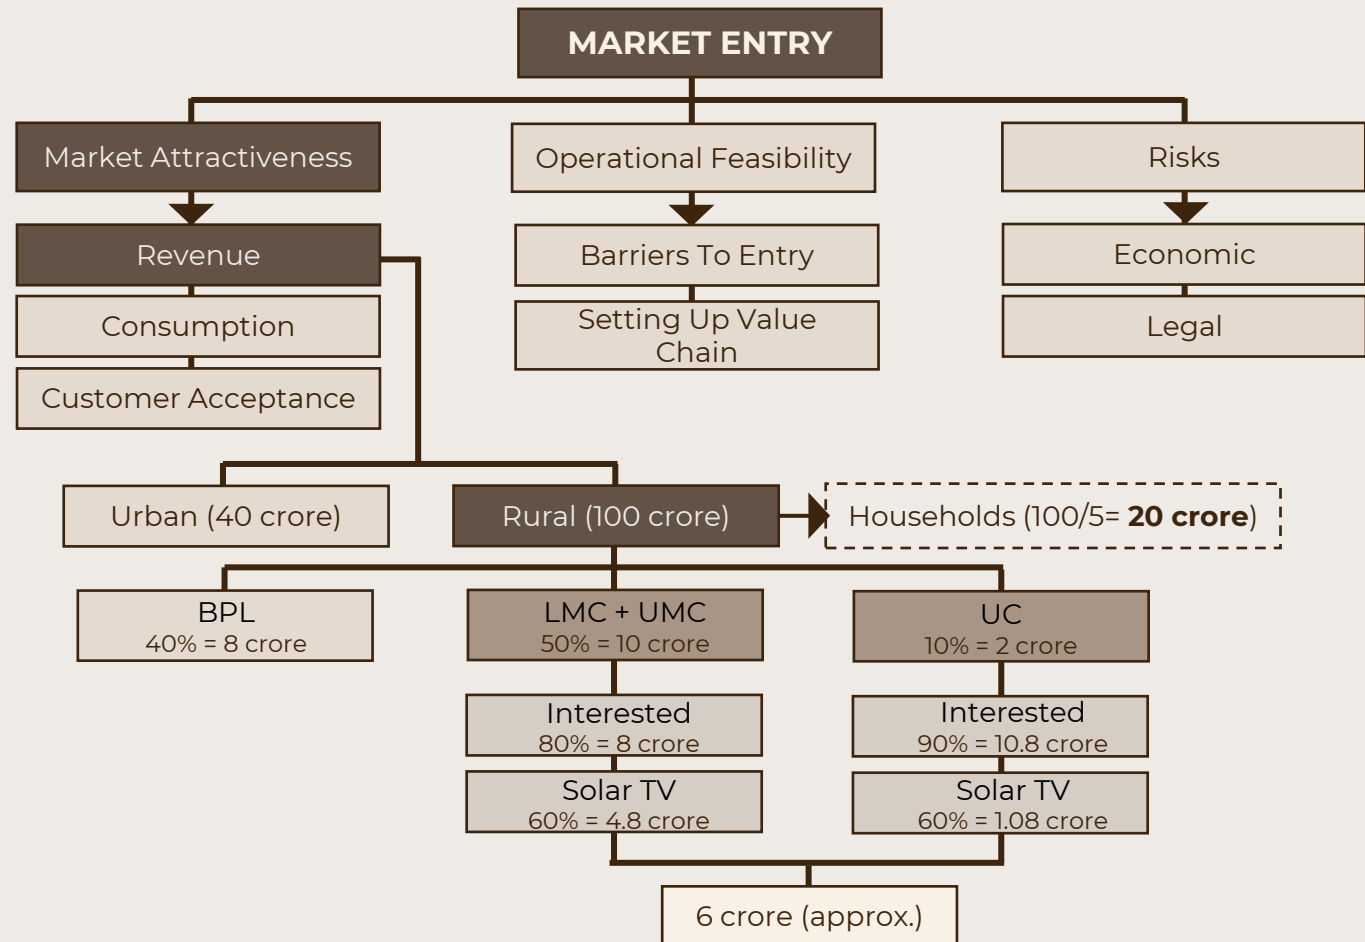 MARKET ENTRY
Market Attractiveness
Operational Feasibility
Risks
Revenue
Barriers To Entry
Economic
Consumption
Setting Up Value
Chain
Legal
Customer Acceptance
Urban (40 crore)
Rural (100 crore)
Households (100/5= 20 crore)
BPL
40% = 8 crore
LMC + UMC
50% = 10 crore
UC
10% = 2 crore
Interested
80% = 8 crore
Interested
90% = 10.8 crore
Solar TV
60% = 4.8 crore
Solar TV
60% = 1.08 crore
6 crore (approx.)